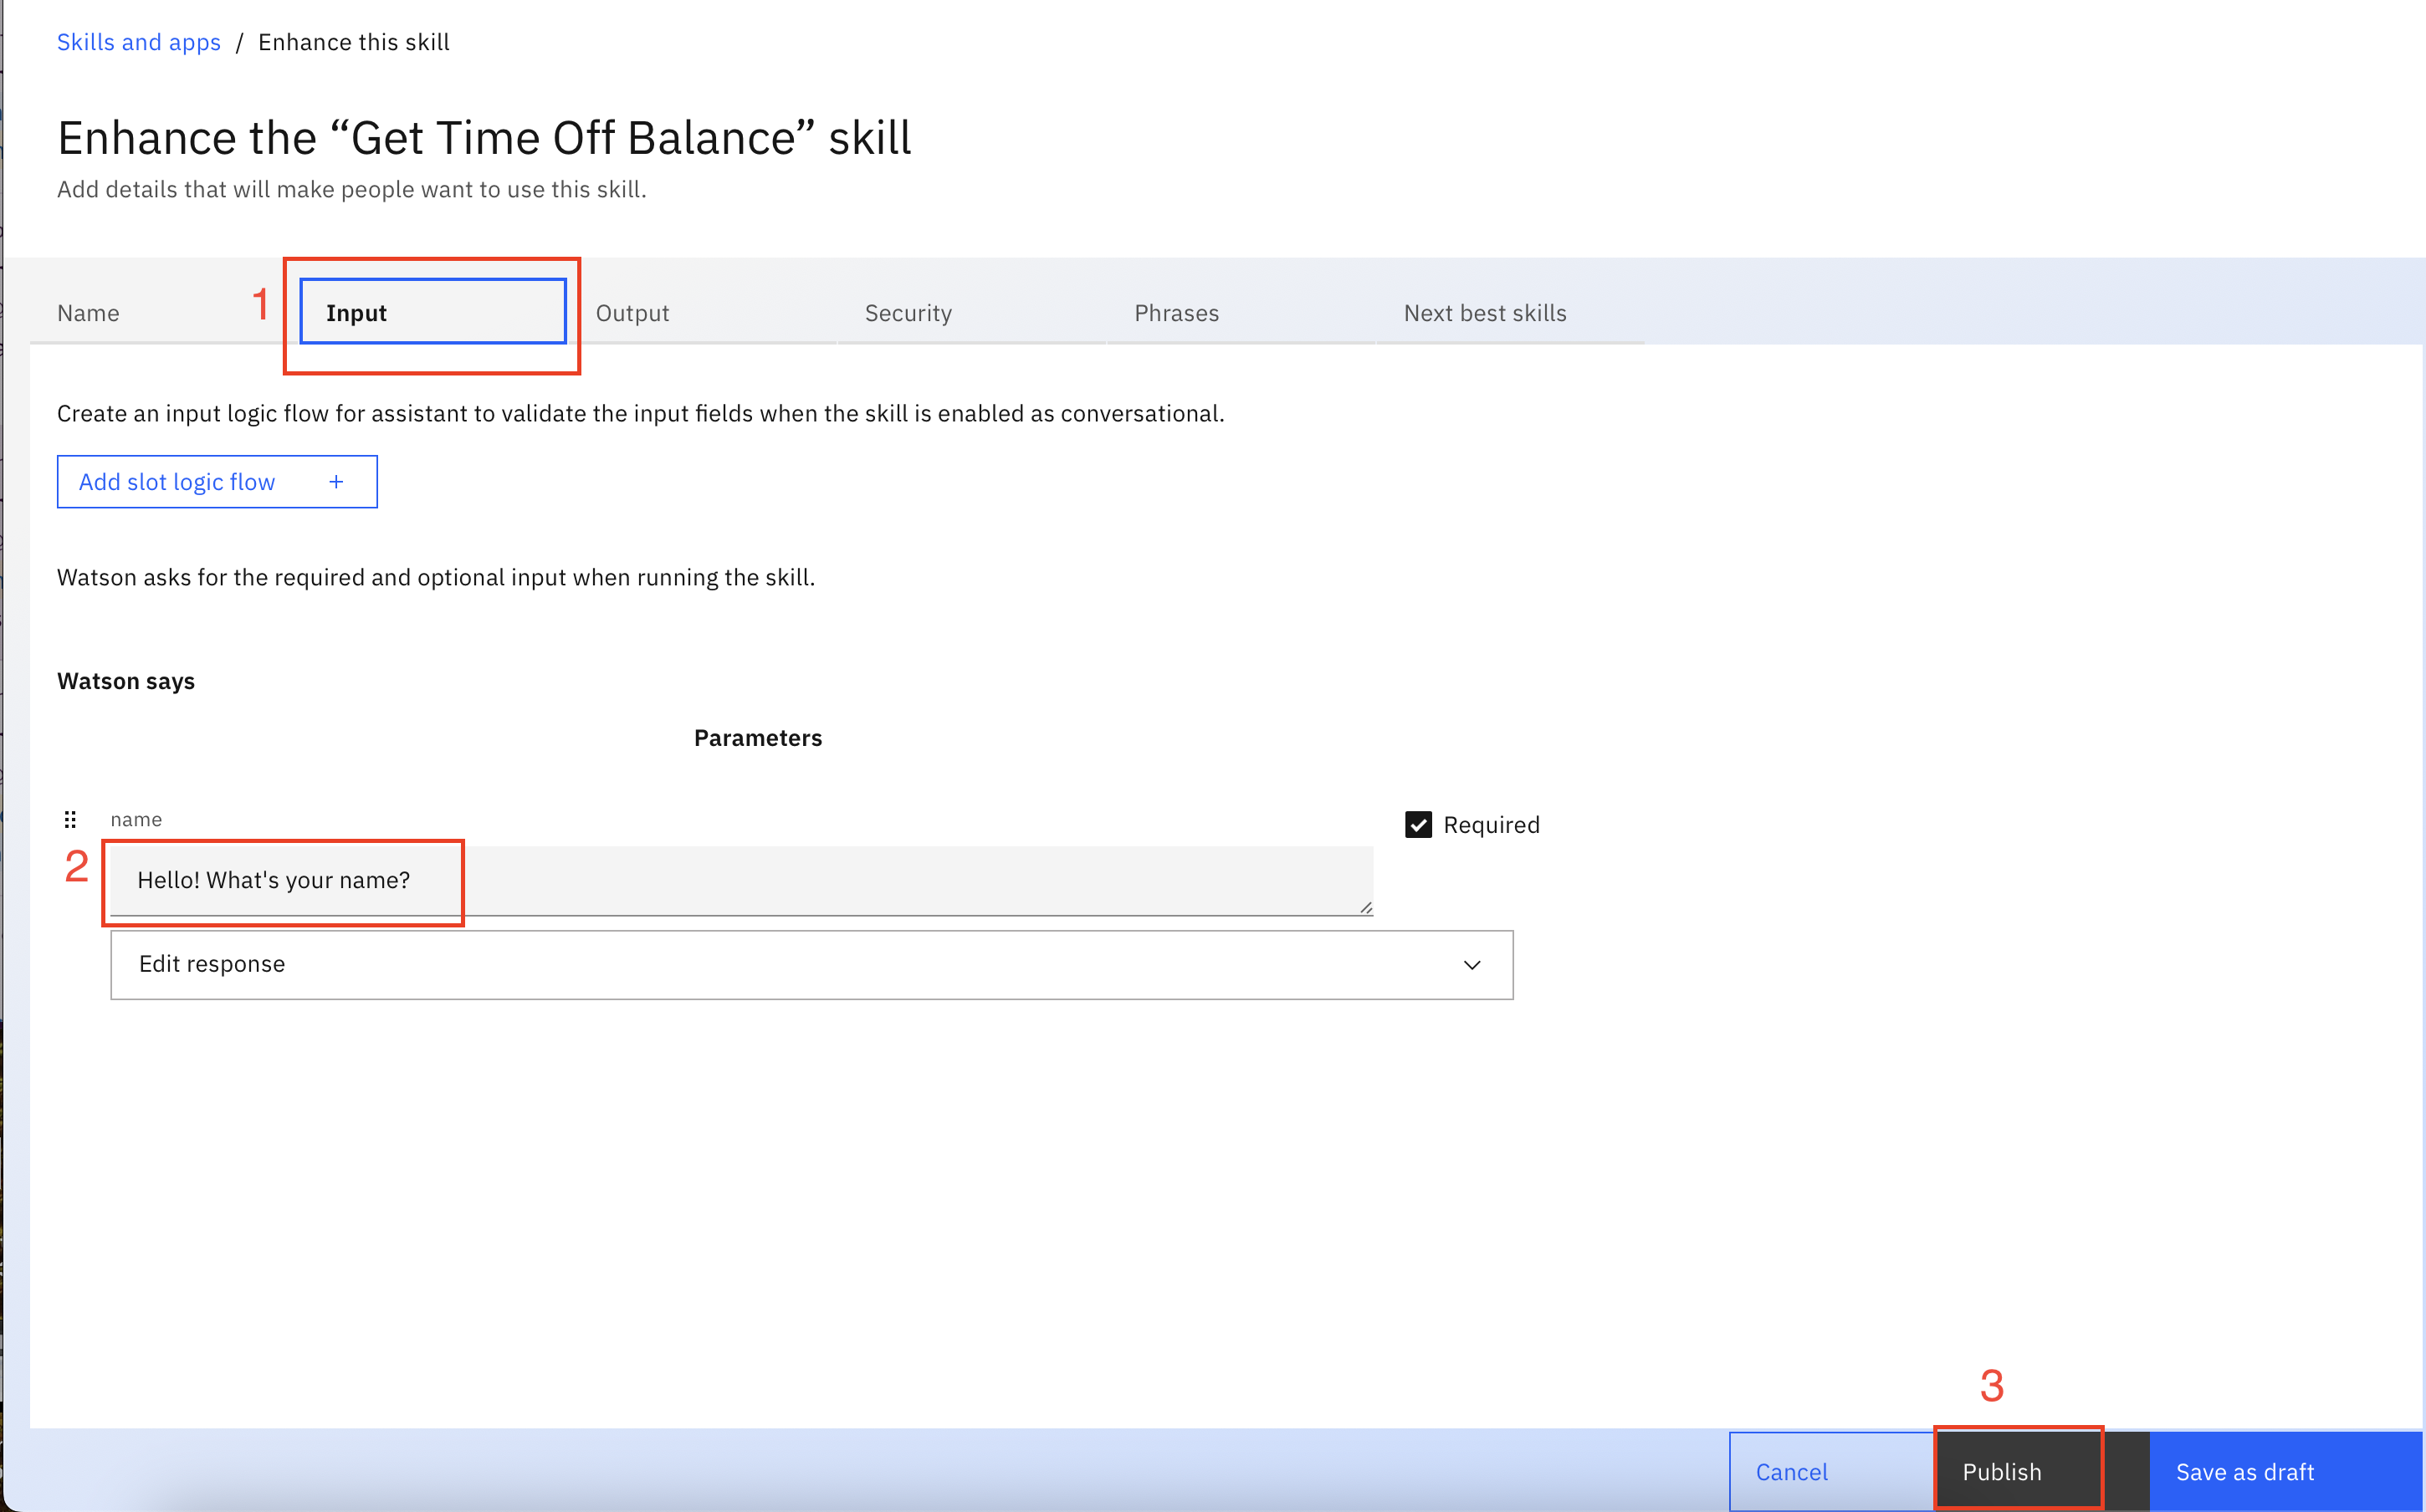 Skills and apps / Enhance this skill
Enhance the “Get Time Off Balance” skill
Add details that will make people want to use this skill.
Name 1 Input Output Security Phrases Next best skills
Create an input logic flow for assistant to validate the input fields when the skill is enabled as conversational.
Add slot logic flow +
Watson asks for the required and optional input when running the skill.
Watson says
Parameters
name
Required
2 Hello! What's your name?
Edit response
3
Cancel Publish Save as draft